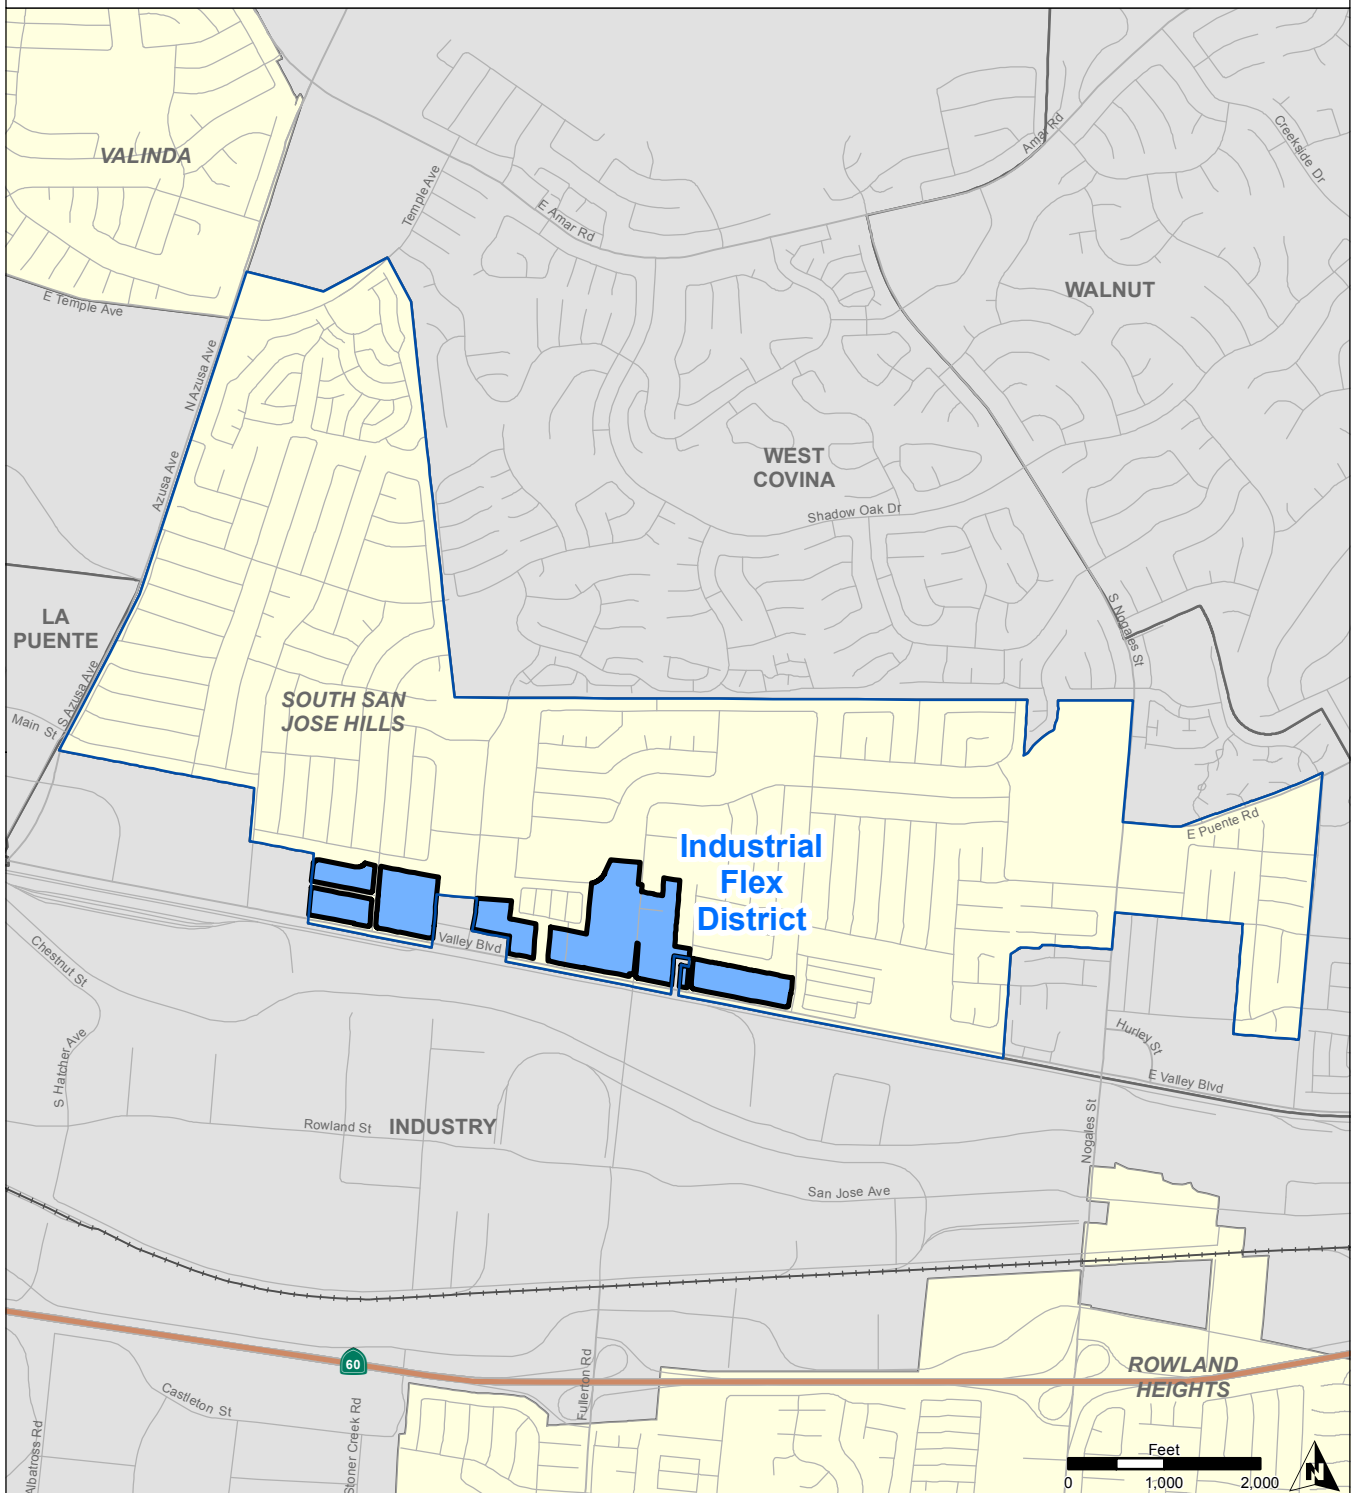 VALINDA
Temple Ave
E Amar Rd
Amar Rd
Creekside Dr
WALNUT
E Temple Ave
N Azusa Ave
WEST
COVINA
Azusa Ave
Shadow Oak Dr
LA
PUENTE
S Nogales St
S Azusa Ave
SOUTH SAN
JOSE HILLS
Main St
E Puente Rd
Industrial
Flex
District
Valley Blvd
Chestnut St
Hurley St
S Hatcher Ave
E Valley Blvd
Rowland St
INDUSTRY
Nogales St
San Jose Ave
60
ROWLAND
HEIGHTS
Fullerton Rd
Castleton St
Albatross Rd
Stoner Creek Rd
Feet
0
1,000
2,000
N